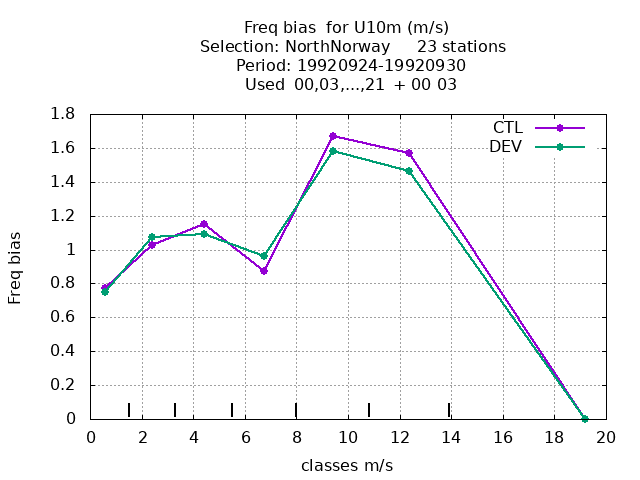 Freq bias  for U10m (m/s)
Selection: NorthNorway     23 stations
Period: 19920924-19920930
Used  00,03,...,21  + 00 03
CTL
DEV
1.8
1.6
1.4
1.2
1
0.8
0.6
0.4
0.2
0
Freq bias
0 2 4 6 8 10 12 14 16 18 20
classes m/s